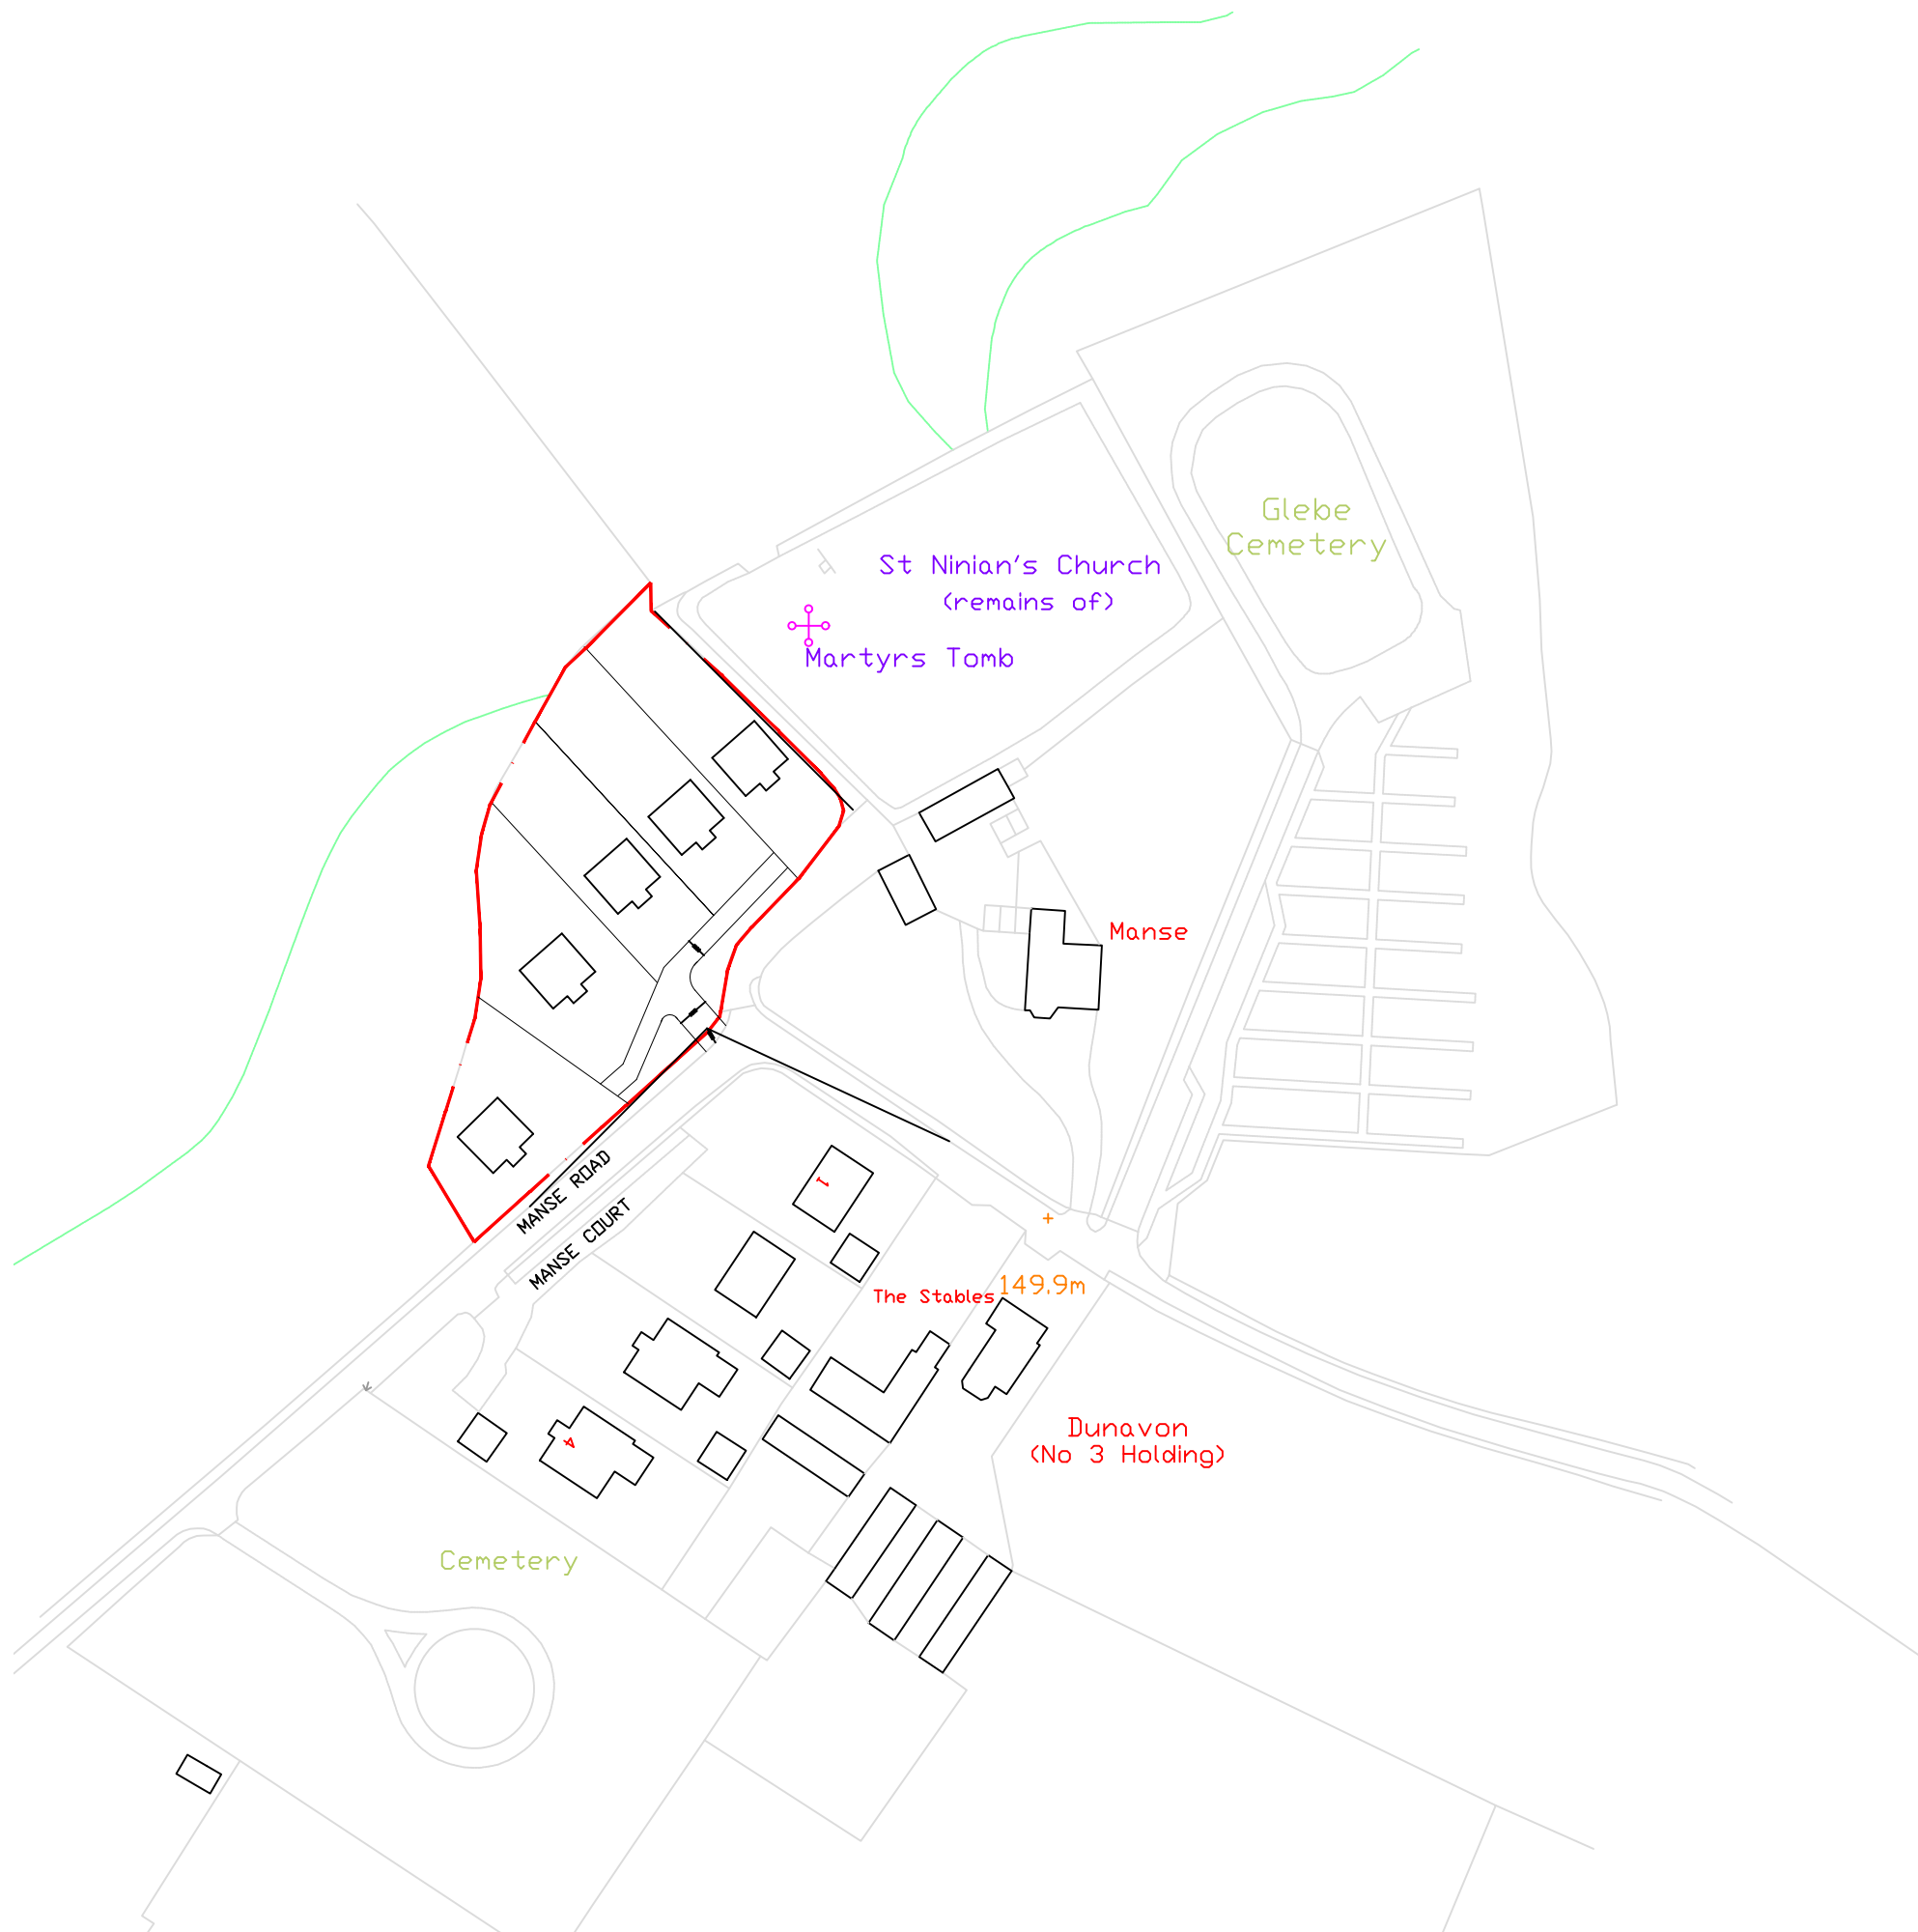 Glebe
Cemetery
St Ninian's Church
(remains of)
Martyrs Tomb
Manse
MANSE ROAD
MANSE COURT
1
149.9m
The Stables
4
Dunavon
(No 3 Holding)
Cemetery